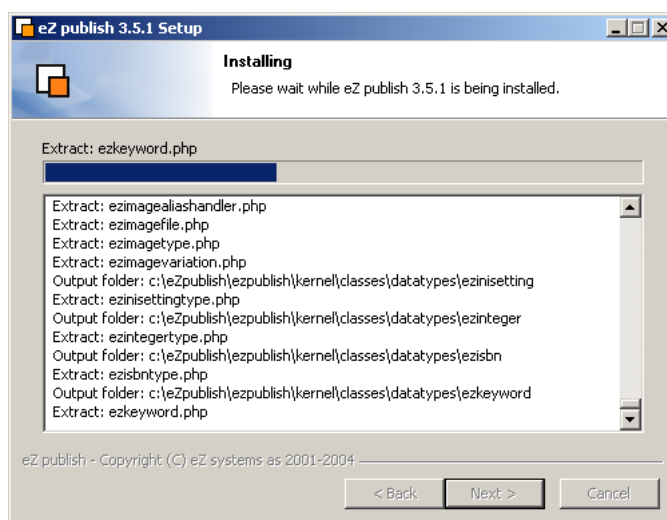 eZ publish 3.5.1 Setup
Installing
Please wait while eZ publish 3.5.1 is being installed.
Extract: ezkeyword.php
Extract: ezimagealiashandler.php
Extract: ezimagefile.php
Extract: ezimagetype.php
Extract: ezimagevariation.php
Output folder: c:\eZpublish\ezpublish\kernel\classes\datatypes\ezinisetting
Extract: ezinisettingtype.php
Output folder: c:\eZpublish\ezpublish\kernel\classes\datatypes\ezinteger
Extract: ezintegertype.php
Output folder: c:\eZpublish\ezpublish\kernel\classes\datatypes\ezisbn
Extract: ezisbntype.php
Output folder: c:\eZpublish\ezpublish\kernel\classes\datatypes\ezkeyword
Extract: ezkeyword.php
eZ publish - Copyright (C) eZ systems as 2001-2004
< Back Next > Cancel